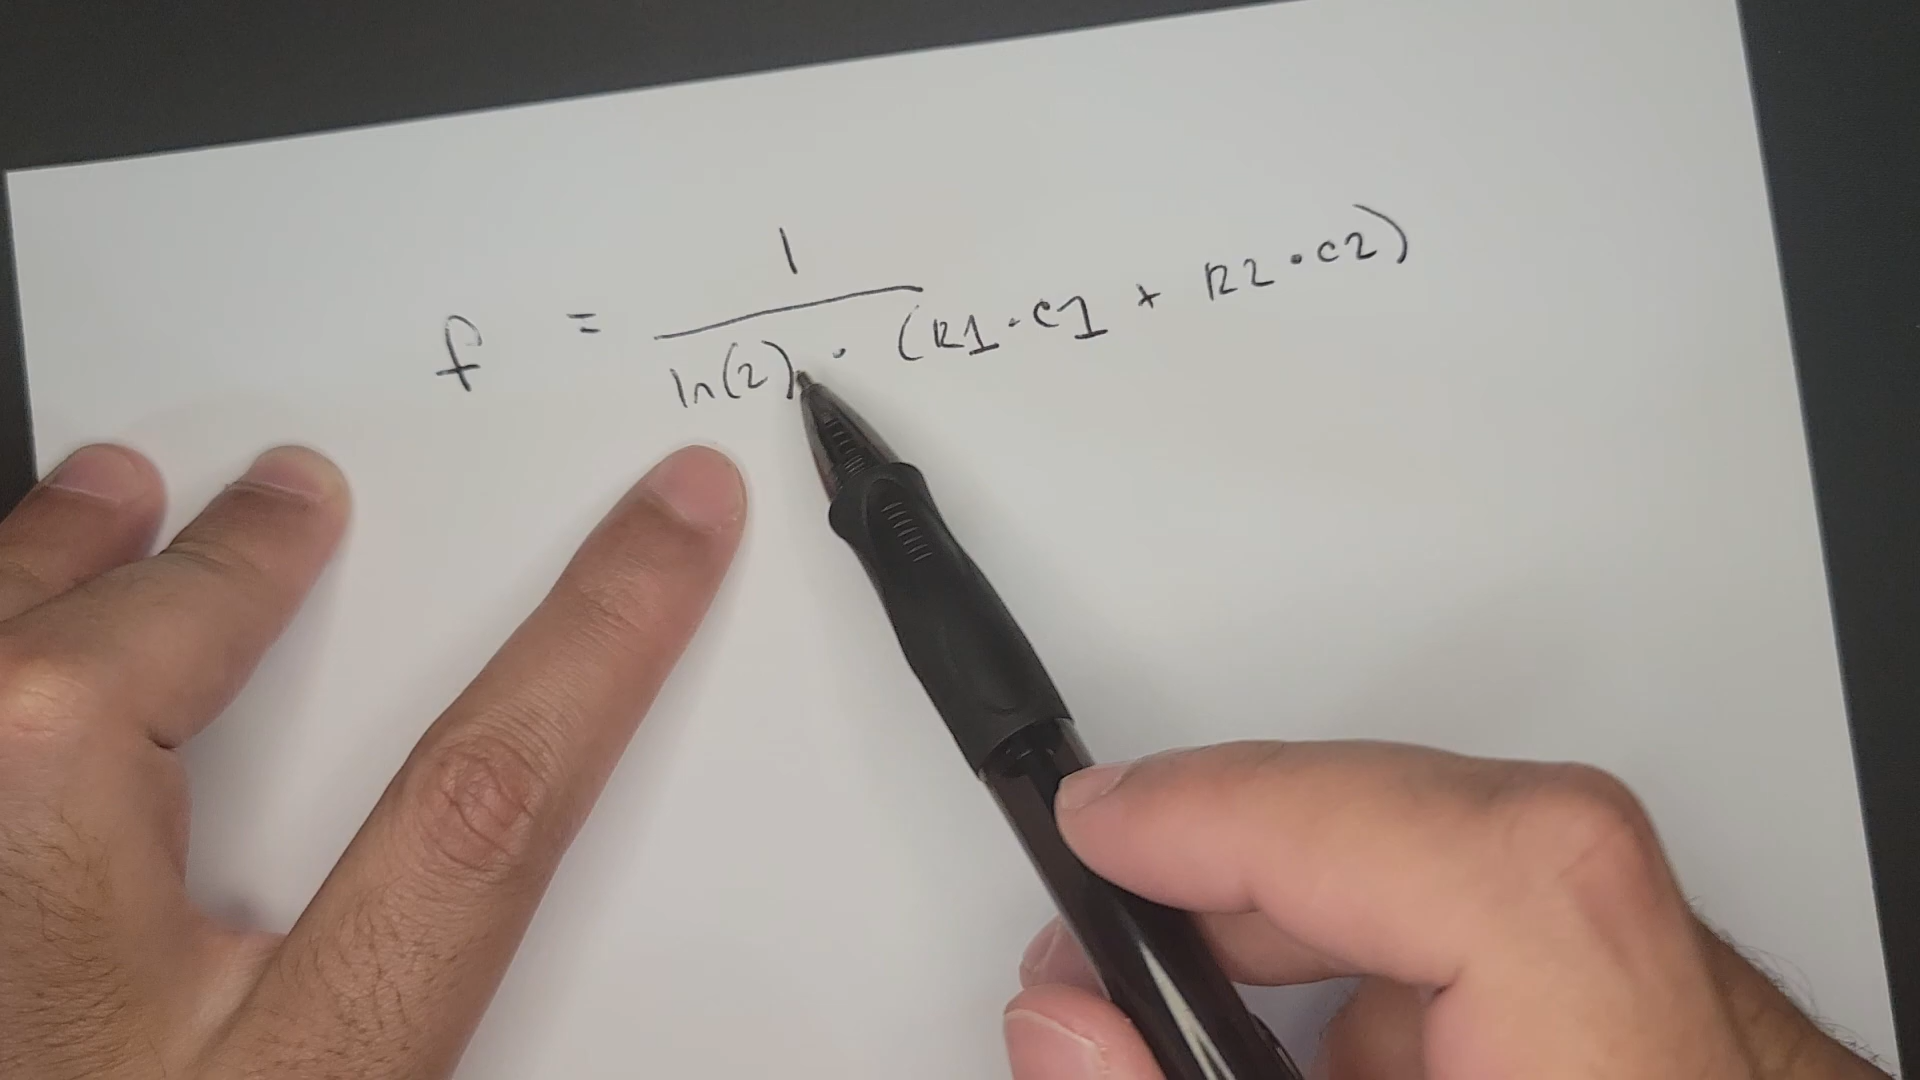 f = 1
ln(2) · (R1·C1 + R2·C2)